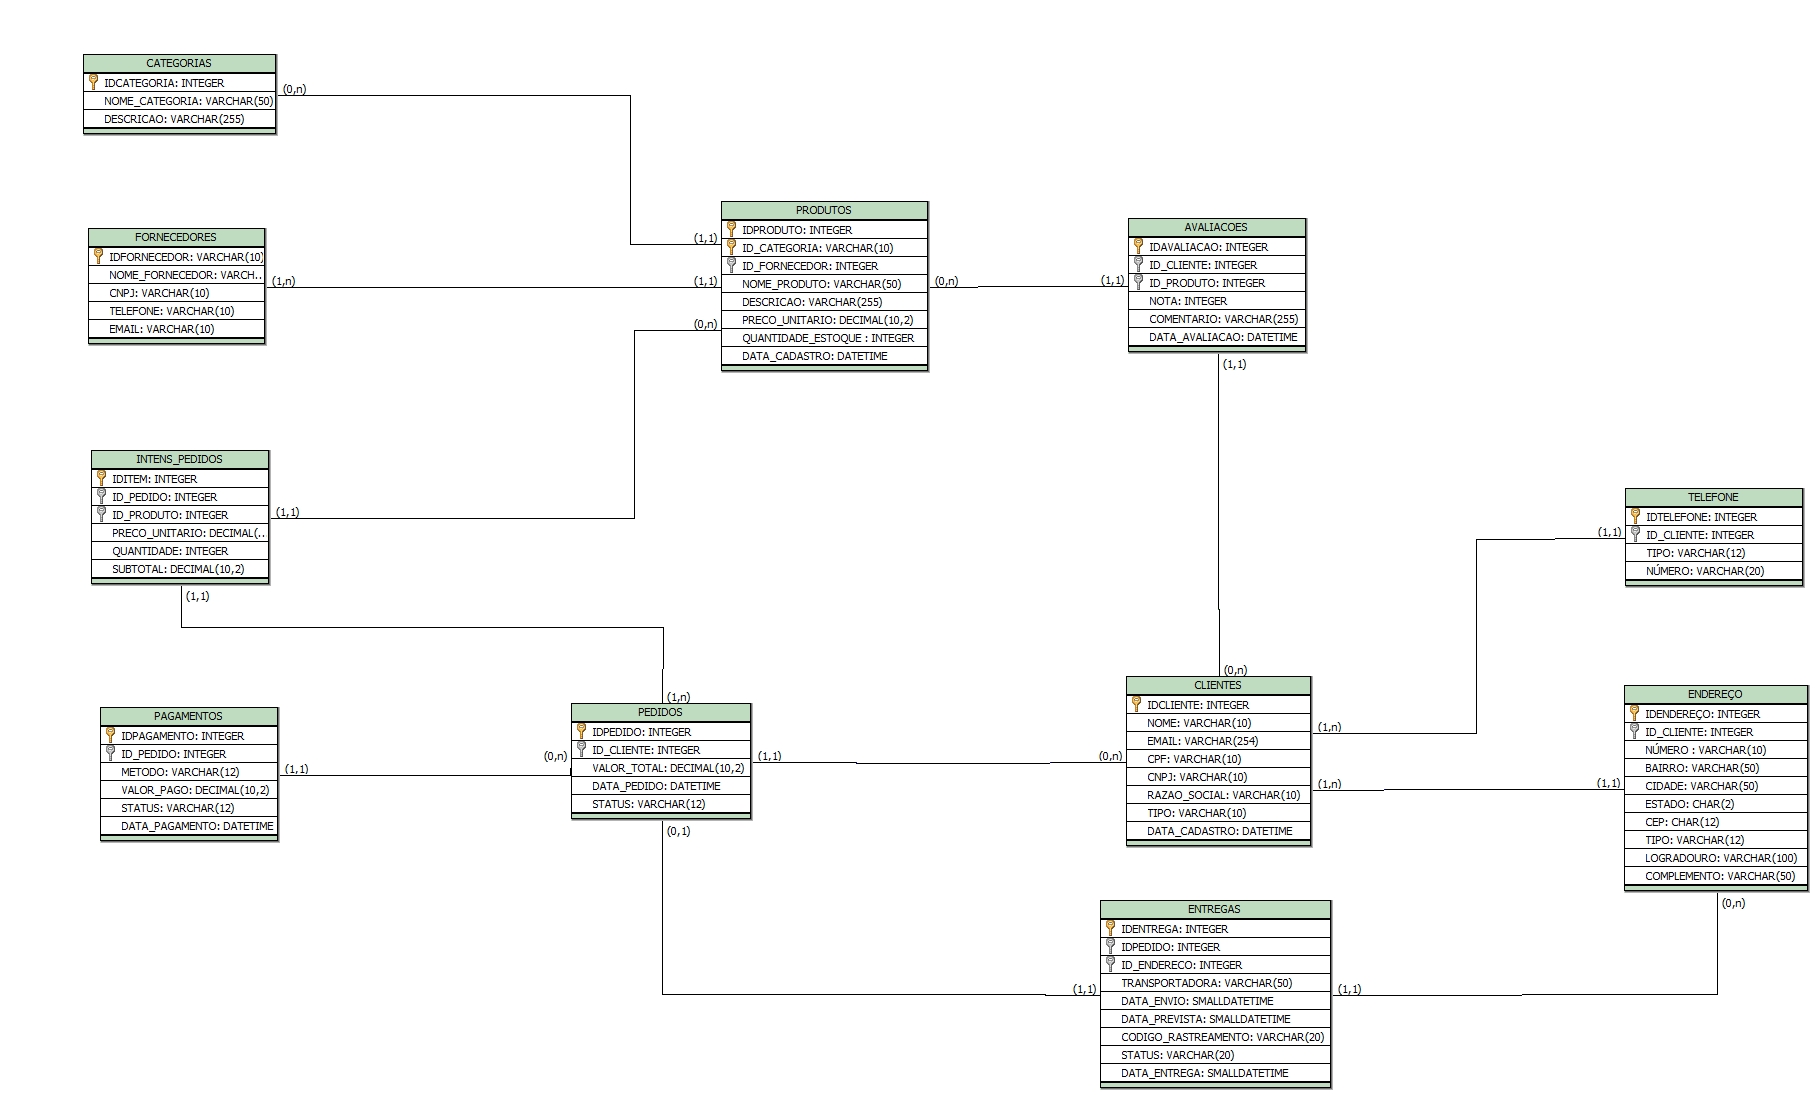 CATEGORIAS
IDCATEGORIA: INTEGER
NOME_CATEGORIA: VARCHAR(50)
DESCRICAO: VARCHAR(255)
(0,n)
FORNECEDORES
IDFORNECEDOR: VARCHAR(10)
NOME_FORNECEDOR: VARCH..
CNPJ: VARCHAR(10)
TELEFONE: VARCHAR(10)
EMAIL: VARCHAR(10)
(1,n)
PRODUTOS
IDPRODUTO: INTEGER
ID_CATEGORIA: VARCHAR(10)
ID_FORNECEDOR: INTEGER
NOME_PRODUTO: VARCHAR(50)
DESCRICAO: VARCHAR(255)
PRECO_UNITARIO: DECIMAL(10,2)
QUANTIDADE_ESTOQUE : INTEGER
DATA_CADASTRO: DATETIME
(1,1)
(1,1)
(0,n)
(0,n)
AVALIACOES
IDAVALIACAO: INTEGER
ID_CLIENTE: INTEGER
ID_PRODUTO: INTEGER
NOTA: INTEGER
COMENTARIO: VARCHAR(255)
DATA_AVALIACAO: DATETIME
(1,1)
(1,1)
INTENS_PEDIDOS
IDITEM: INTEGER
ID_PEDIDO: INTEGER
ID_PRODUTO: INTEGER
PRECO_UNITARIO: DECIMAL(..
QUANTIDADE: INTEGER
SUBTOTAL: DECIMAL(10,2)
(1,1)
(1,1)
TELEFONE
IDTELEFONE: INTEGER
ID_CLIENTE: INTEGER
TIPO: VARCHAR(12)
NÚMERO: VARCHAR(20)
(1,1)
PAGAMENTOS
IDPAGAMENTO: INTEGER
ID_PEDIDO: INTEGER
METODO: VARCHAR(12)
VALOR_PAGO: DECIMAL(10,2)
STATUS: VARCHAR(12)
DATA_PAGAMENTO: DATETIME
(1,1)
(1,n)
PEDIDOS
IDPEDIDO: INTEGER
ID_CLIENTE: INTEGER
VALOR_TOTAL: DECIMAL(10,2)
DATA_PEDIDO: DATETIME
STATUS: VARCHAR(12)
(0,n)
(1,1)
(0,1)
(0,n)
CLIENTES
IDCLIENTE: INTEGER
NOME: VARCHAR(10)
EMAIL: VARCHAR(254)
CPF: VARCHAR(10)
CNPJ: VARCHAR(10)
RAZAO_SOCIAL: VARCHAR(10)
TIPO: VARCHAR(10)
DATA_CADASTRO: DATETIME
(0,n)
(1,n)
(1,n)
ENDEREÇO
IDENDEREÇO: INTEGER
ID_CLIENTE: INTEGER
NÚMERO : VARCHAR(10)
BAIRRO: VARCHAR(50)
CIDADE: VARCHAR(50)
ESTADO: CHAR(2)
CEP: CHAR(12)
TIPO: VARCHAR(12)
LOGRADOURO: VARCHAR(100)
COMPLEMENTO: VARCHAR(50)
(1,1)
(0,n)
ENTREGAS
IDENTREGA: INTEGER
IDPEDIDO: INTEGER
ID_ENDERECO: INTEGER
TRANSPORTADORA: VARCHAR(50)
DATA_ENVIO: SMALLDATETIME
DATA_PREVISTA: SMALLDATETIME
CODIGO_RASTREAMENTO: VARCHAR(20)
STATUS: VARCHAR(20)
DATA_ENTREGA: SMALLDATETIME
(1,1)
(1,1)